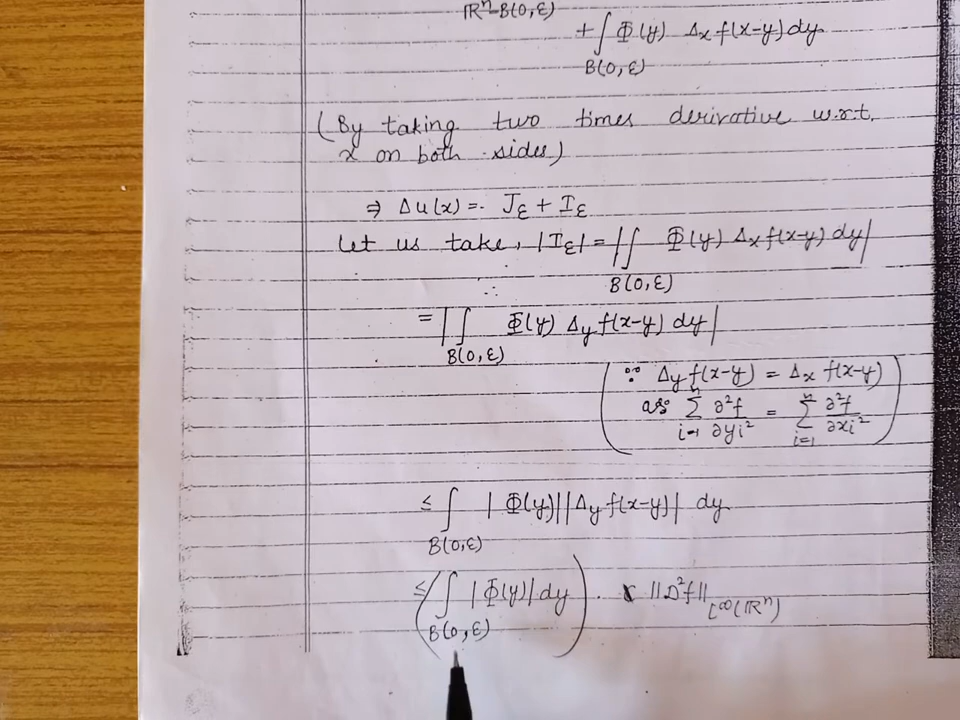 ℝⁿ-B(0,ε)
+∫ Φ(y) Δx f(x-y) dy
B(0,ε)
(By taking two times derivative w.r.t.
x on both sides)
⇒ Δu(x) = Jε + Iε
Let us take, |Iε| = |∫ Φ(y) Δx f(x-y) dy|
B(0,ε)
= |∫ Φ(y) Δy f(x-y) dy|
B(0,ε)
(∵ Δy f(x-y) = Δx f(x-y)
as ∑ⁿᵢ₌₁ ∂²f/∂yi² = ∑ⁿᵢ₌₁ ∂²f/∂xi²)
≤ ∫ |Φ(y)||Δy f(x-y)| dy
B(0,ε)
≤ (∫ |Φ(y)| dy) . ||D²f|| L∞(ℝⁿ)
B(0,ε)